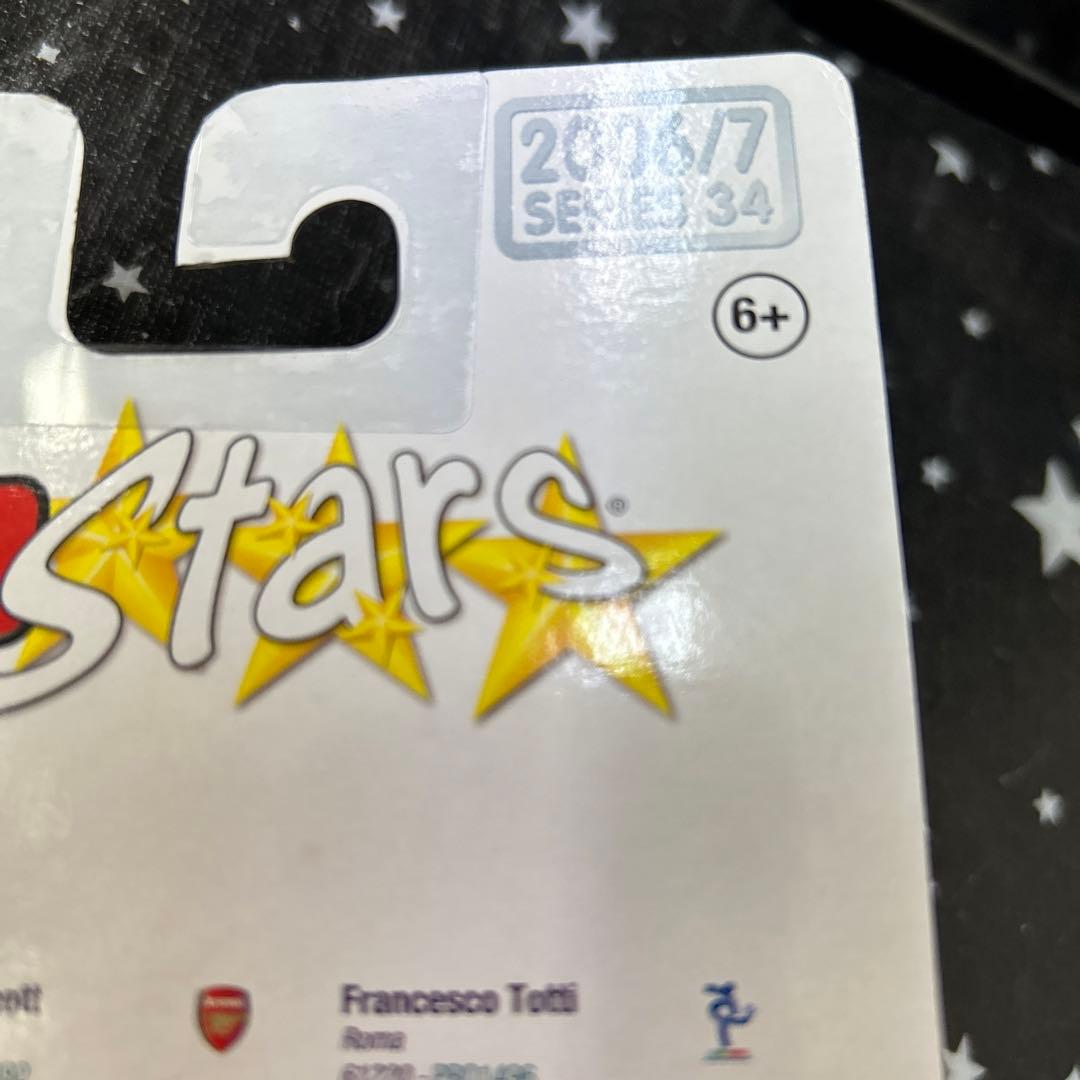 2006/7
SERIES 34
6+
Stars®
Francesco Totti
Roma